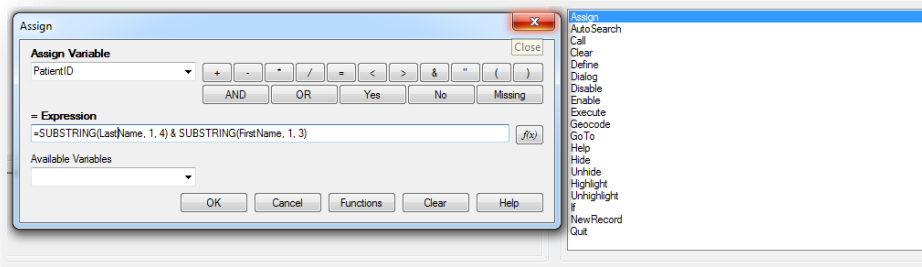 Assign
Close
Assign Variable
PatientID
+ - * / = < > & " ( )
AND OR Yes No Missing
= Expression
=SUBSTRING(LastName, 1, 4) & SUBSTRING(FirstName, 1, 3)
f(x)
Available Variables
OK Cancel Functions Clear Help
Assign
AutoSearch
Call
Clear
Define
Dialog
Disable
Enable
Execute
Geocode
GoTo
Help
Hide
Unhide
Highlight
Unhighlight
If
NewRecord
Quit